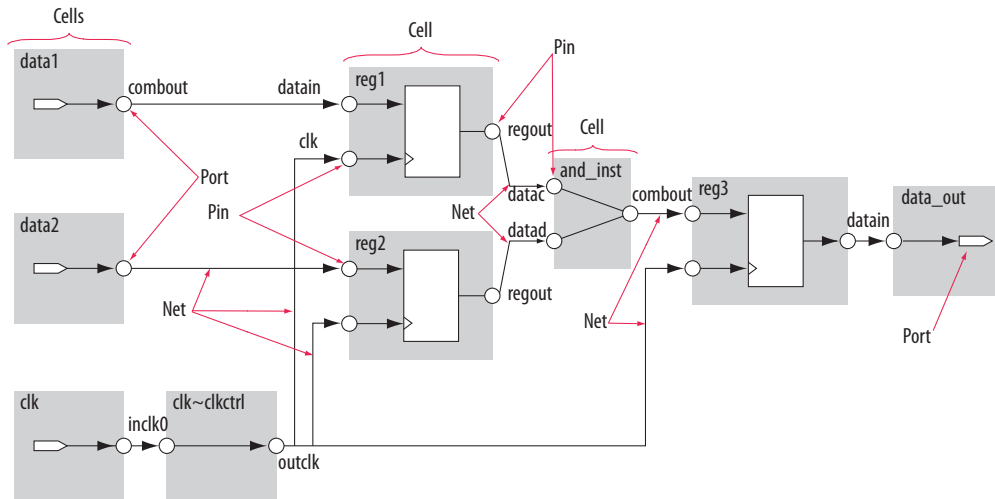 Cells
Cell
Pin
data1
combout
datain
reg1
regout
clk
Cell
Port
Pin
and_inst
datac
combout
reg3
data_out
Net
datain
data2
reg2
datad
regout
Net
Net
Port
clk
inclk0
clk~clkctrl
outclk